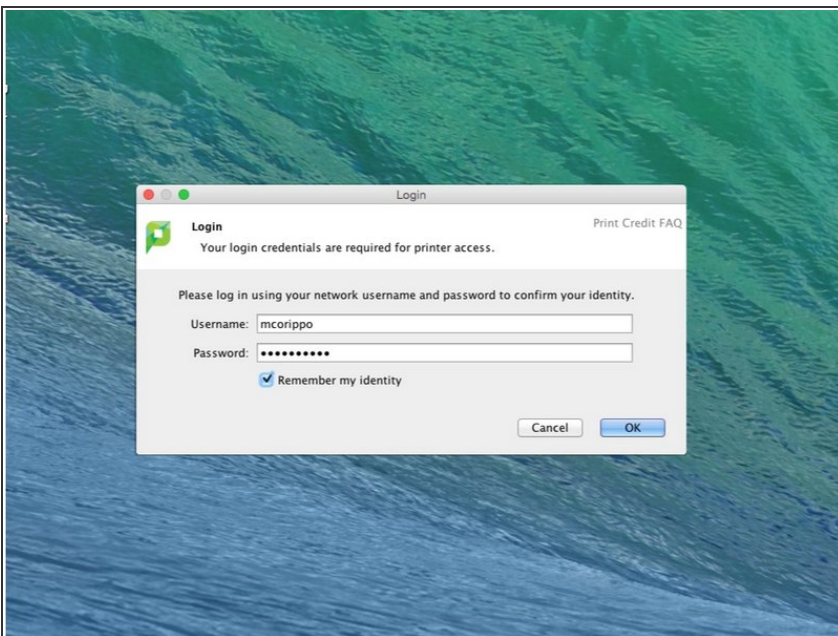 Login
Login
Print Credit FAQ
Your login credentials are required for printer access.
Please log in using your network username and password to confirm your identity.
Username: mcorippo
Password: ••••••••••
Remember my identity
Cancel OK